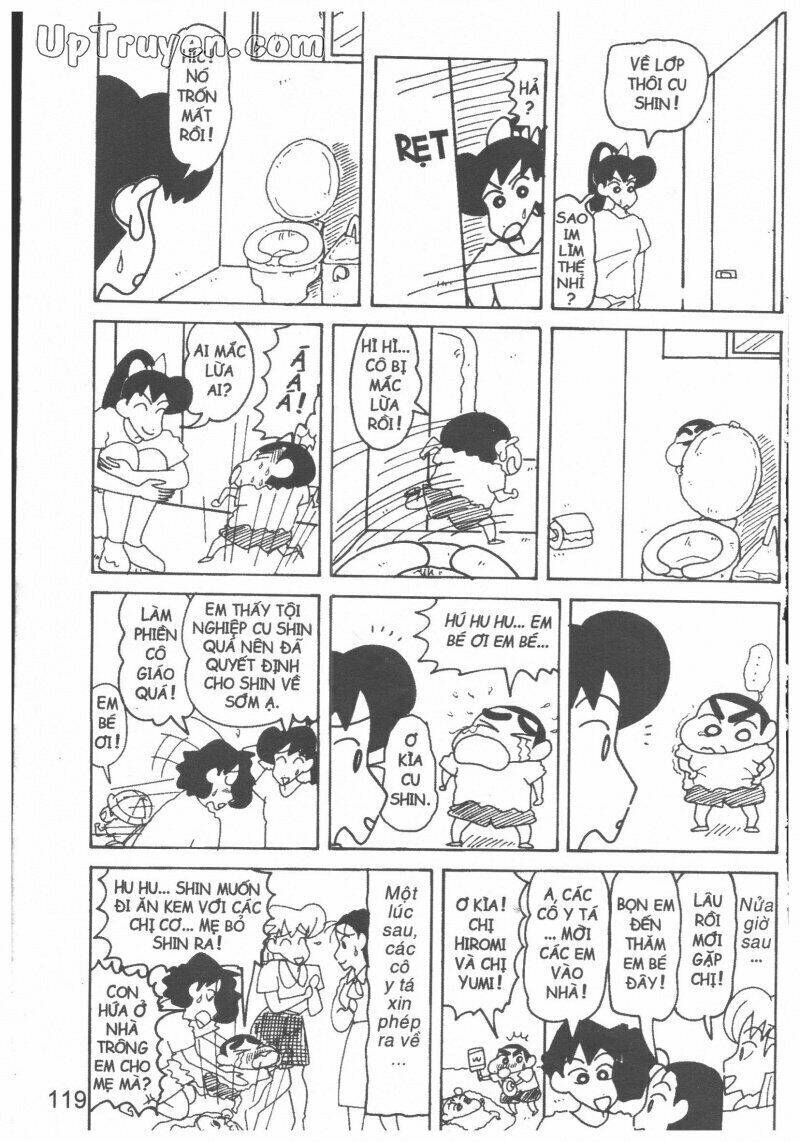 UpTruyen.com
VỀ LỚP
THÔI CU
SHIN!
SAO
IM
LÌM
THẾ
NHỈ?
HẢ
?
RẸT
HÍC!
NÓ
TRỐN
MẤT
RỒI!
HÌ HÌ...
CÔ BỊ
MẮC
LỪA
RỒI!
Á
Á
Á!
AI MẮC
LỪA
AI?
....
HÚ HU HU... EM
BÉ ƠI EM BÉ...
Ơ
KÌA
CU
SHIN.
EM THẤY TỘI
NGHIỆP CU SHIN
QUÁ NÊN ĐÃ
QUYẾT ĐỊNH
CHO SHIN VỀ
SỚM Ạ.
LÀM
PHIỀN
CÔ
GIÁO
QUÁ!
EM
BÉ
ƠI!
Nửa
giờ
sau
...
LÂU
RỒI
MỚI
GẶP
CHỊ!
BỌN EM
ĐẾN
THĂM
EM BÉ
ĐÂY!
A, CÁC
CÔ Y TÁ
... MỜI
CÁC EM
VÀO
NHÀ!
Ơ KÌA!
CHỊ
HIROMI
VÀ CHỊ
YUMI!
Một
lúc
sau,
các
cô
y tá
xin
phép
ra về
...
HU HU... SHIN MUỐN
ĐI ĂN KEM VỚI CÁC
CHỊ CƠ... MẸ BỎ
SHIN RA!
CON
HỨA Ở
NHÀ
TRÔNG
EM CHO
MẸ MÀ?
119